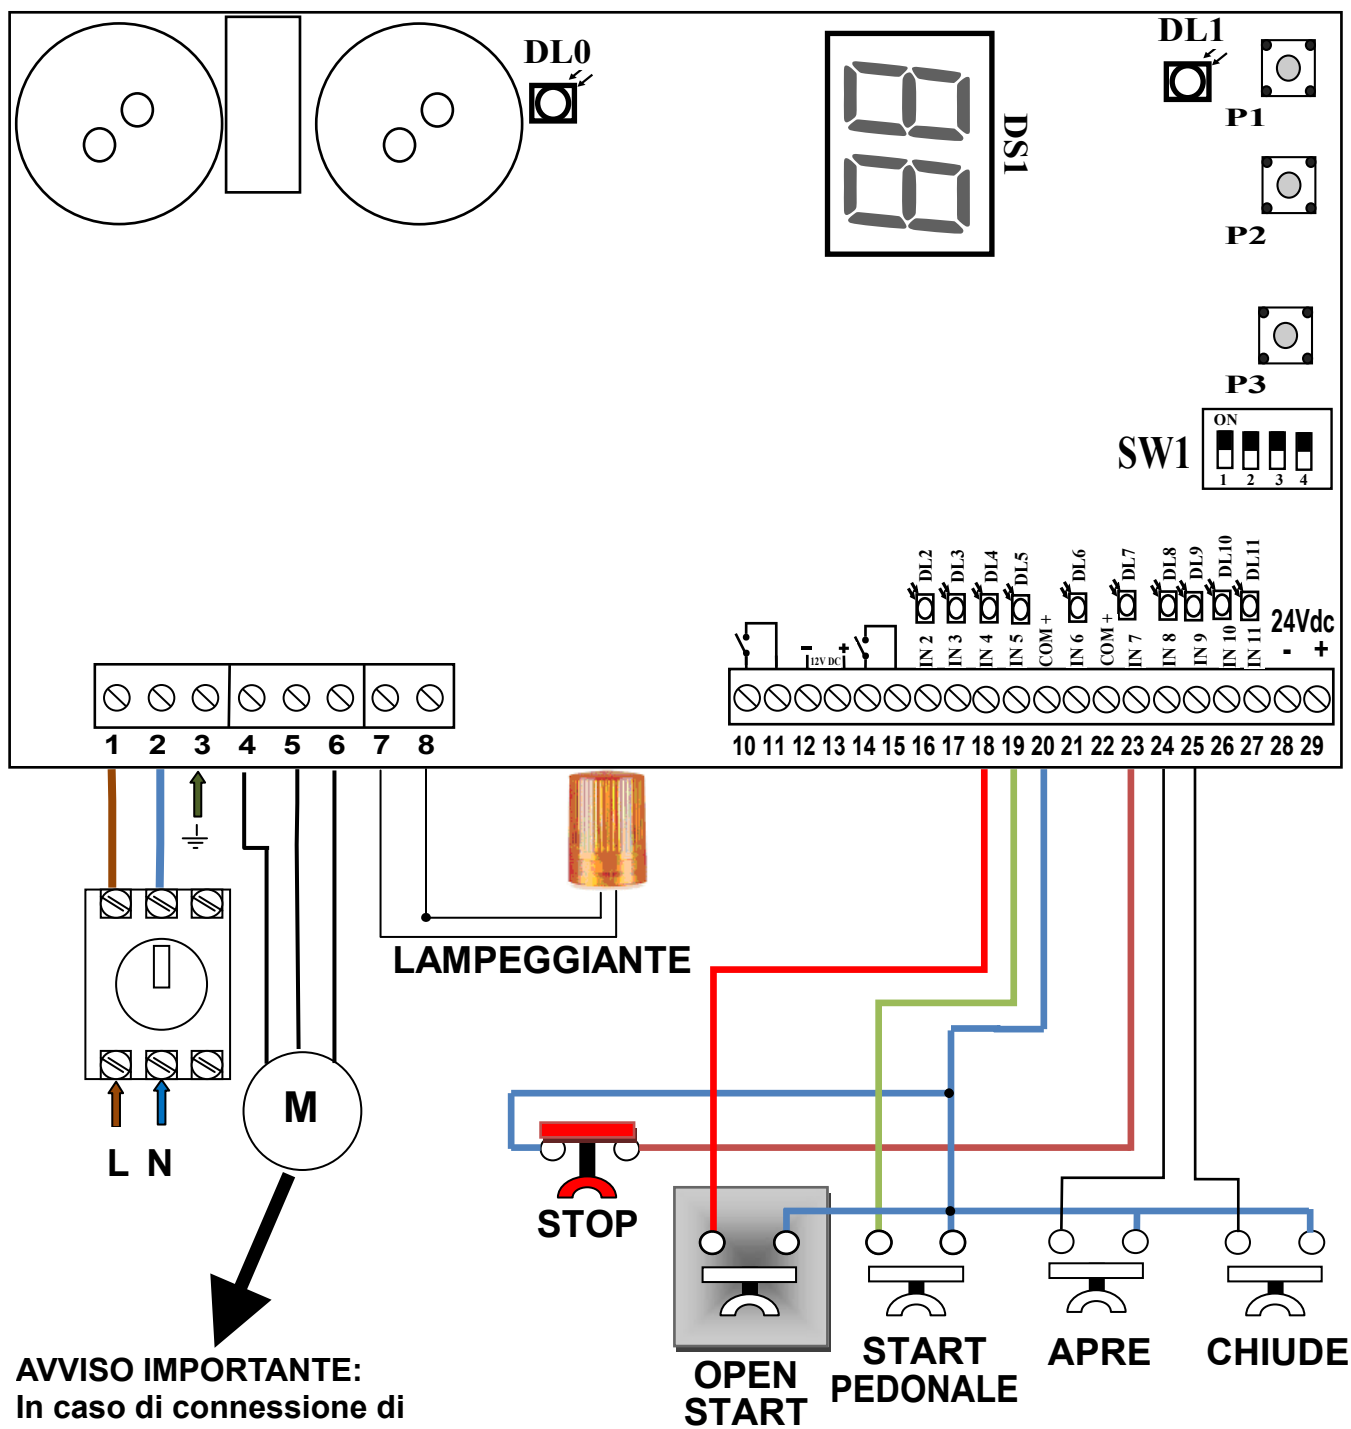 DL0
DL1
P1
DS1
P2
P3
SW1
ON
1 2 3 4
DL2 DL3 DL4 DL5 DL6 DL7 DL8 DL9 DL10 DL11
24Vdc
- +
- 12V DC +
IN 2 IN 3 IN 4 IN 5 COM + IN 6 COM + IN 7 IN 8 IN 9 IN 10 IN 11
1 2 3 4 5 6 7 8
10 11 12 13 14 15 16 17 18 19 20 21 22 23 24 25 26 27 28 29
LAMPEGGIANTE
M
L N
STOP
OPEN
START
START
PEDONALE
APRE
CHIUDE
AVVISO IMPORTANTE:
In caso di connessione di